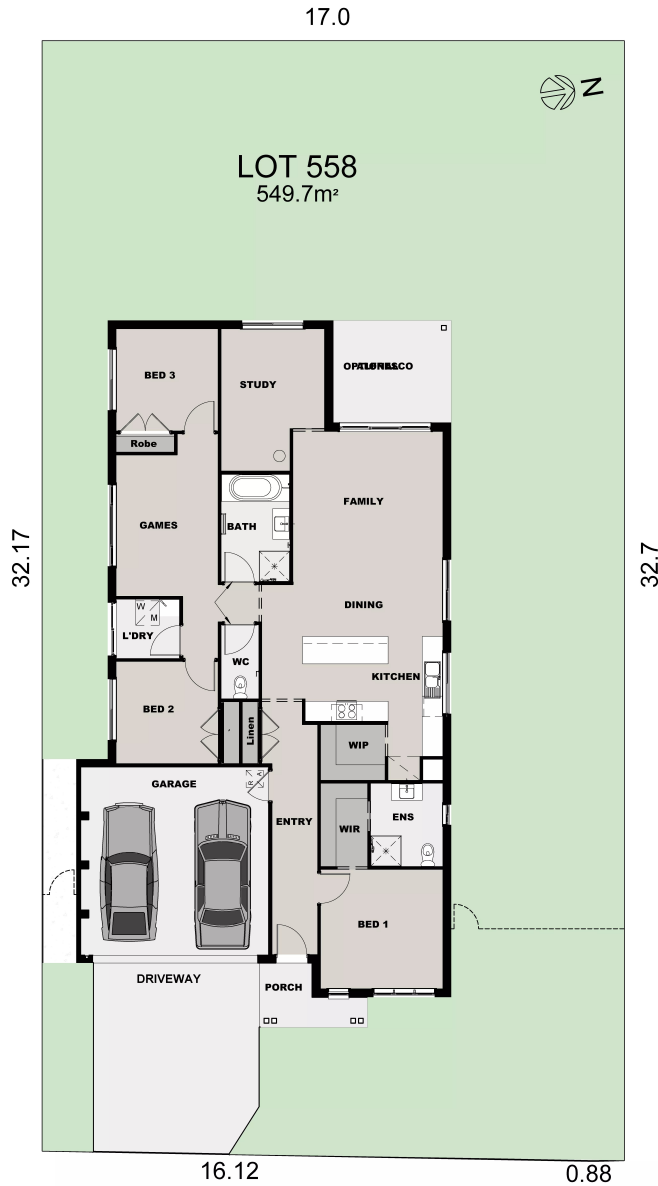 17.0
N
LOT 558
549.7m²
BED 3
STUDY
Robe
FAMILY
GAMES
BATH
32.17
32.7
DINING
W
M
L'DRY
WC
KITCHEN
BED 2
Linen
WIP
GARAGE
R
A
ENTRY
WIR
ENS
BED 1
DRIVEWAY
PORCH
16.12
0.88